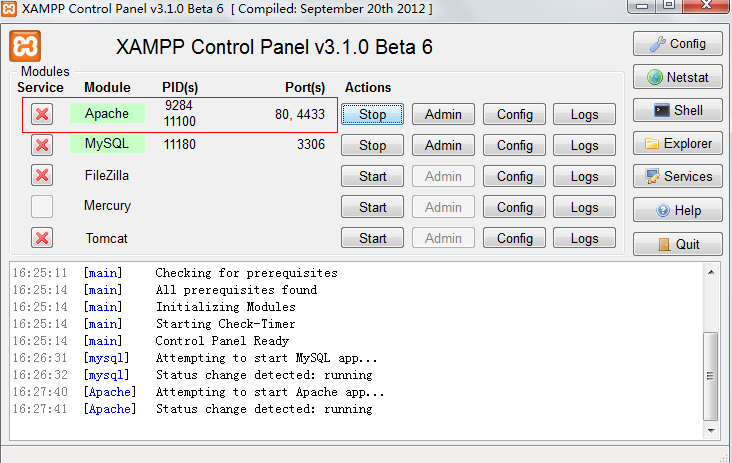 XAMPP Control Panel v3.1.0 Beta 6 [ Compiled: September 20th 2012 ]
XAMPP Control Panel v3.1.0 Beta 6
Config
Modules
Service Module PID(s) Port(s) Actions
Netstat
Apache 9284 11100 80, 4433 Stop Admin Config Logs
Shell
MySQL 11180 3306 Stop Admin Config Logs
Explorer
FileZilla Start Admin Config Logs
Services
Mercury Start Admin Config Logs
Help
Tomcat Start Admin Config Logs
Quit
16:25:11 [main] Checking for prerequisites
16:25:14 [main] All prerequisites found
16:25:14 [main] Initializing Modules
16:25:14 [main] Starting Check-Timer
16:25:14 [main] Control Panel Ready
16:26:31 [mysql] Attempting to start MySQL app...
16:26:32 [mysql] Status change detected: running
16:27:40 [Apache] Attempting to start Apache app...
16:27:41 [Apache] Status change detected: running